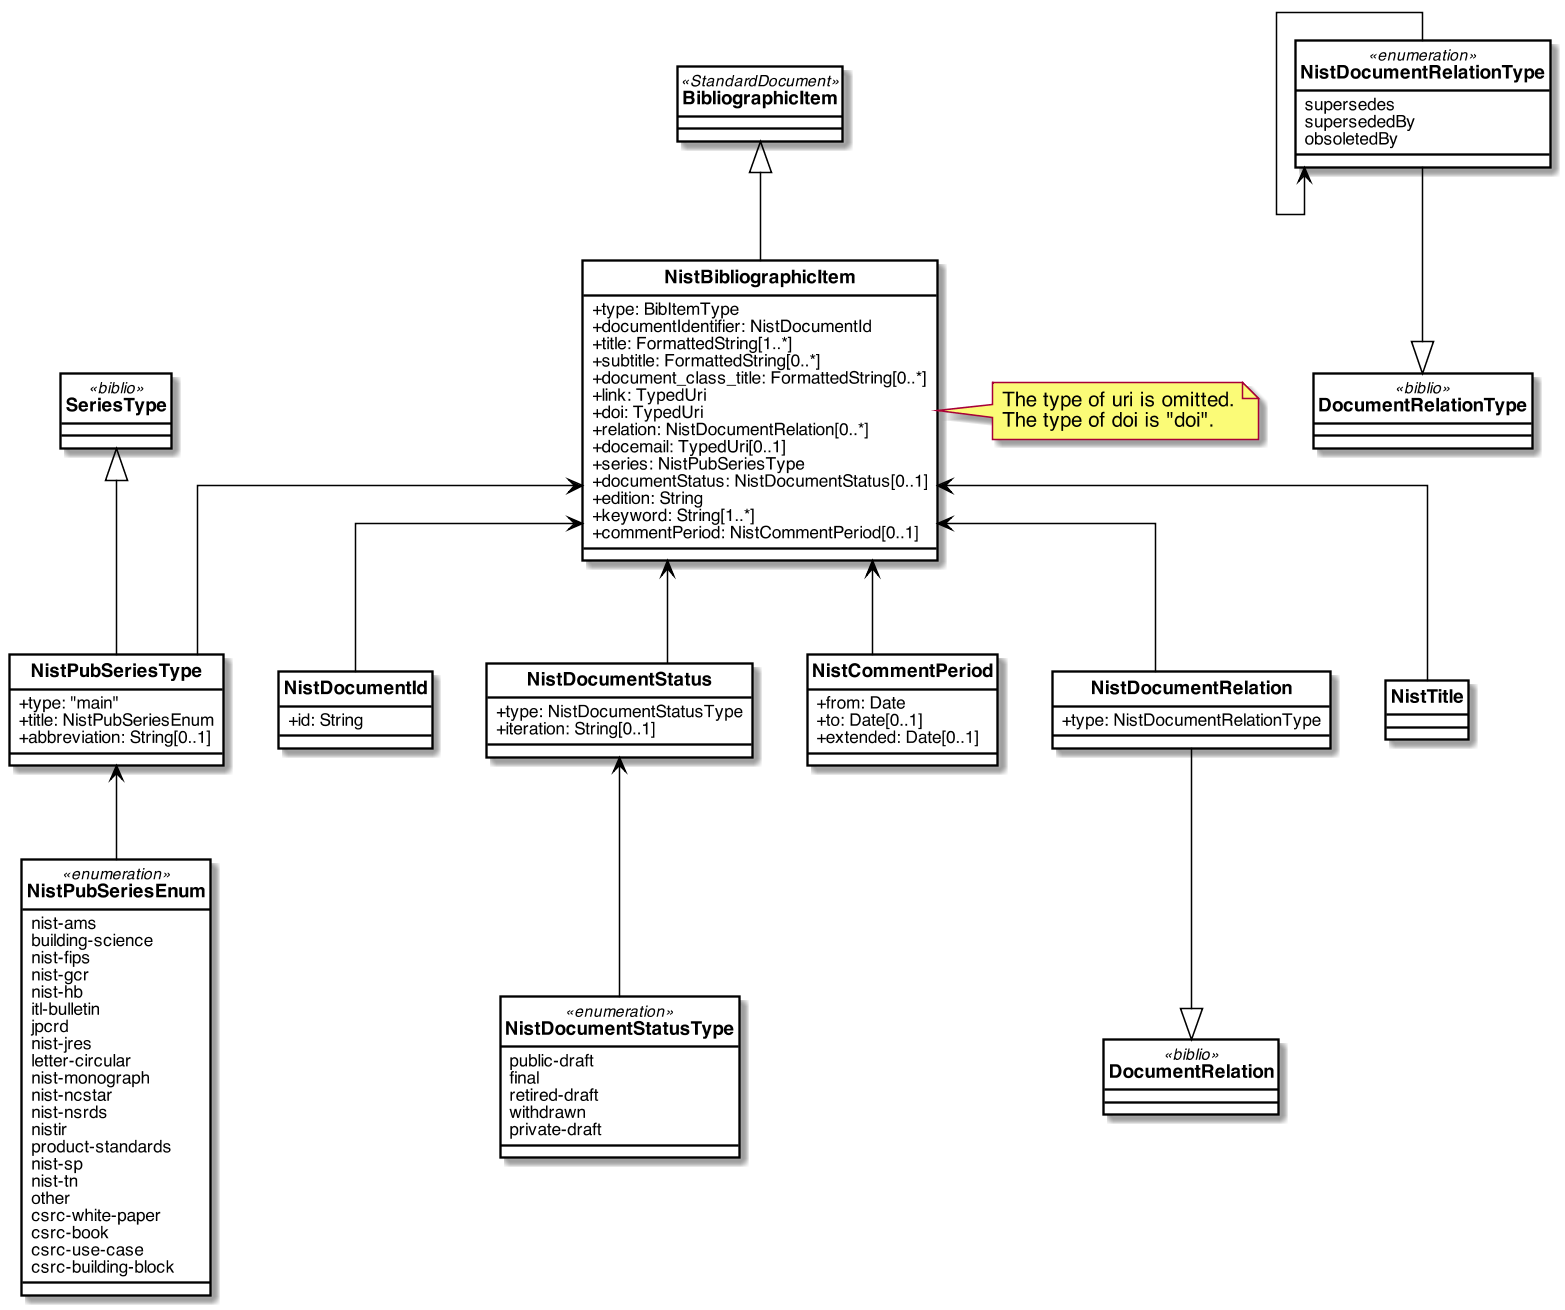 «enumeration»
NistDocumentRelationType
supersedes
supersededBy
obsoletedBy
«StandardDocument»
BibliographicItem
NistBibliographicItem
+type: BibItemType
+documentIdentifier: NistDocumentId
+title: FormattedString[1..*]
+subtitle: FormattedString[0..*]
+document_class_title: FormattedString[0..*]
+link: TypedUri
+doi: TypedUri
+relation: NistDocumentRelation[0..*]
+docemail: TypedUri[0..1]
+series: NistPubSeriesType
+documentStatus: NistDocumentStatus[0..1]
+edition: String
+keyword: String[1..*]
+commentPeriod: NistCommentPeriod[0..1]
«biblio»
SeriesType
The type of uri is omitted.
The type of doi is "doi".
«biblio»
DocumentRelationType
NistPubSeriesType
+type: "main"
+title: NistPubSeriesEnum
+abbreviation: String[0..1]
NistDocumentId
+id: String
NistDocumentStatus
+type: NistDocumentStatusType
+iteration: String[0..1]
NistCommentPeriod
+from: Date
+to: Date[0..1]
+extended: Date[0..1]
NistDocumentRelation
+type: NistDocumentRelationType
NistTitle
«enumeration»
NistPubSeriesEnum
nist-ams
building-science
nist-fips
nist-gcr
nist-hb
itl-bulletin
jpcrd
nist-jres
letter-circular
nist-monograph
nist-ncstar
nist-nsrds
nistir
product-standards
nist-sp
nist-tn
other
csrc-white-paper
csrc-book
csrc-use-case
csrc-building-block
«enumeration»
NistDocumentStatusType
public-draft
final
retired-draft
withdrawn
private-draft
«biblio»
DocumentRelation